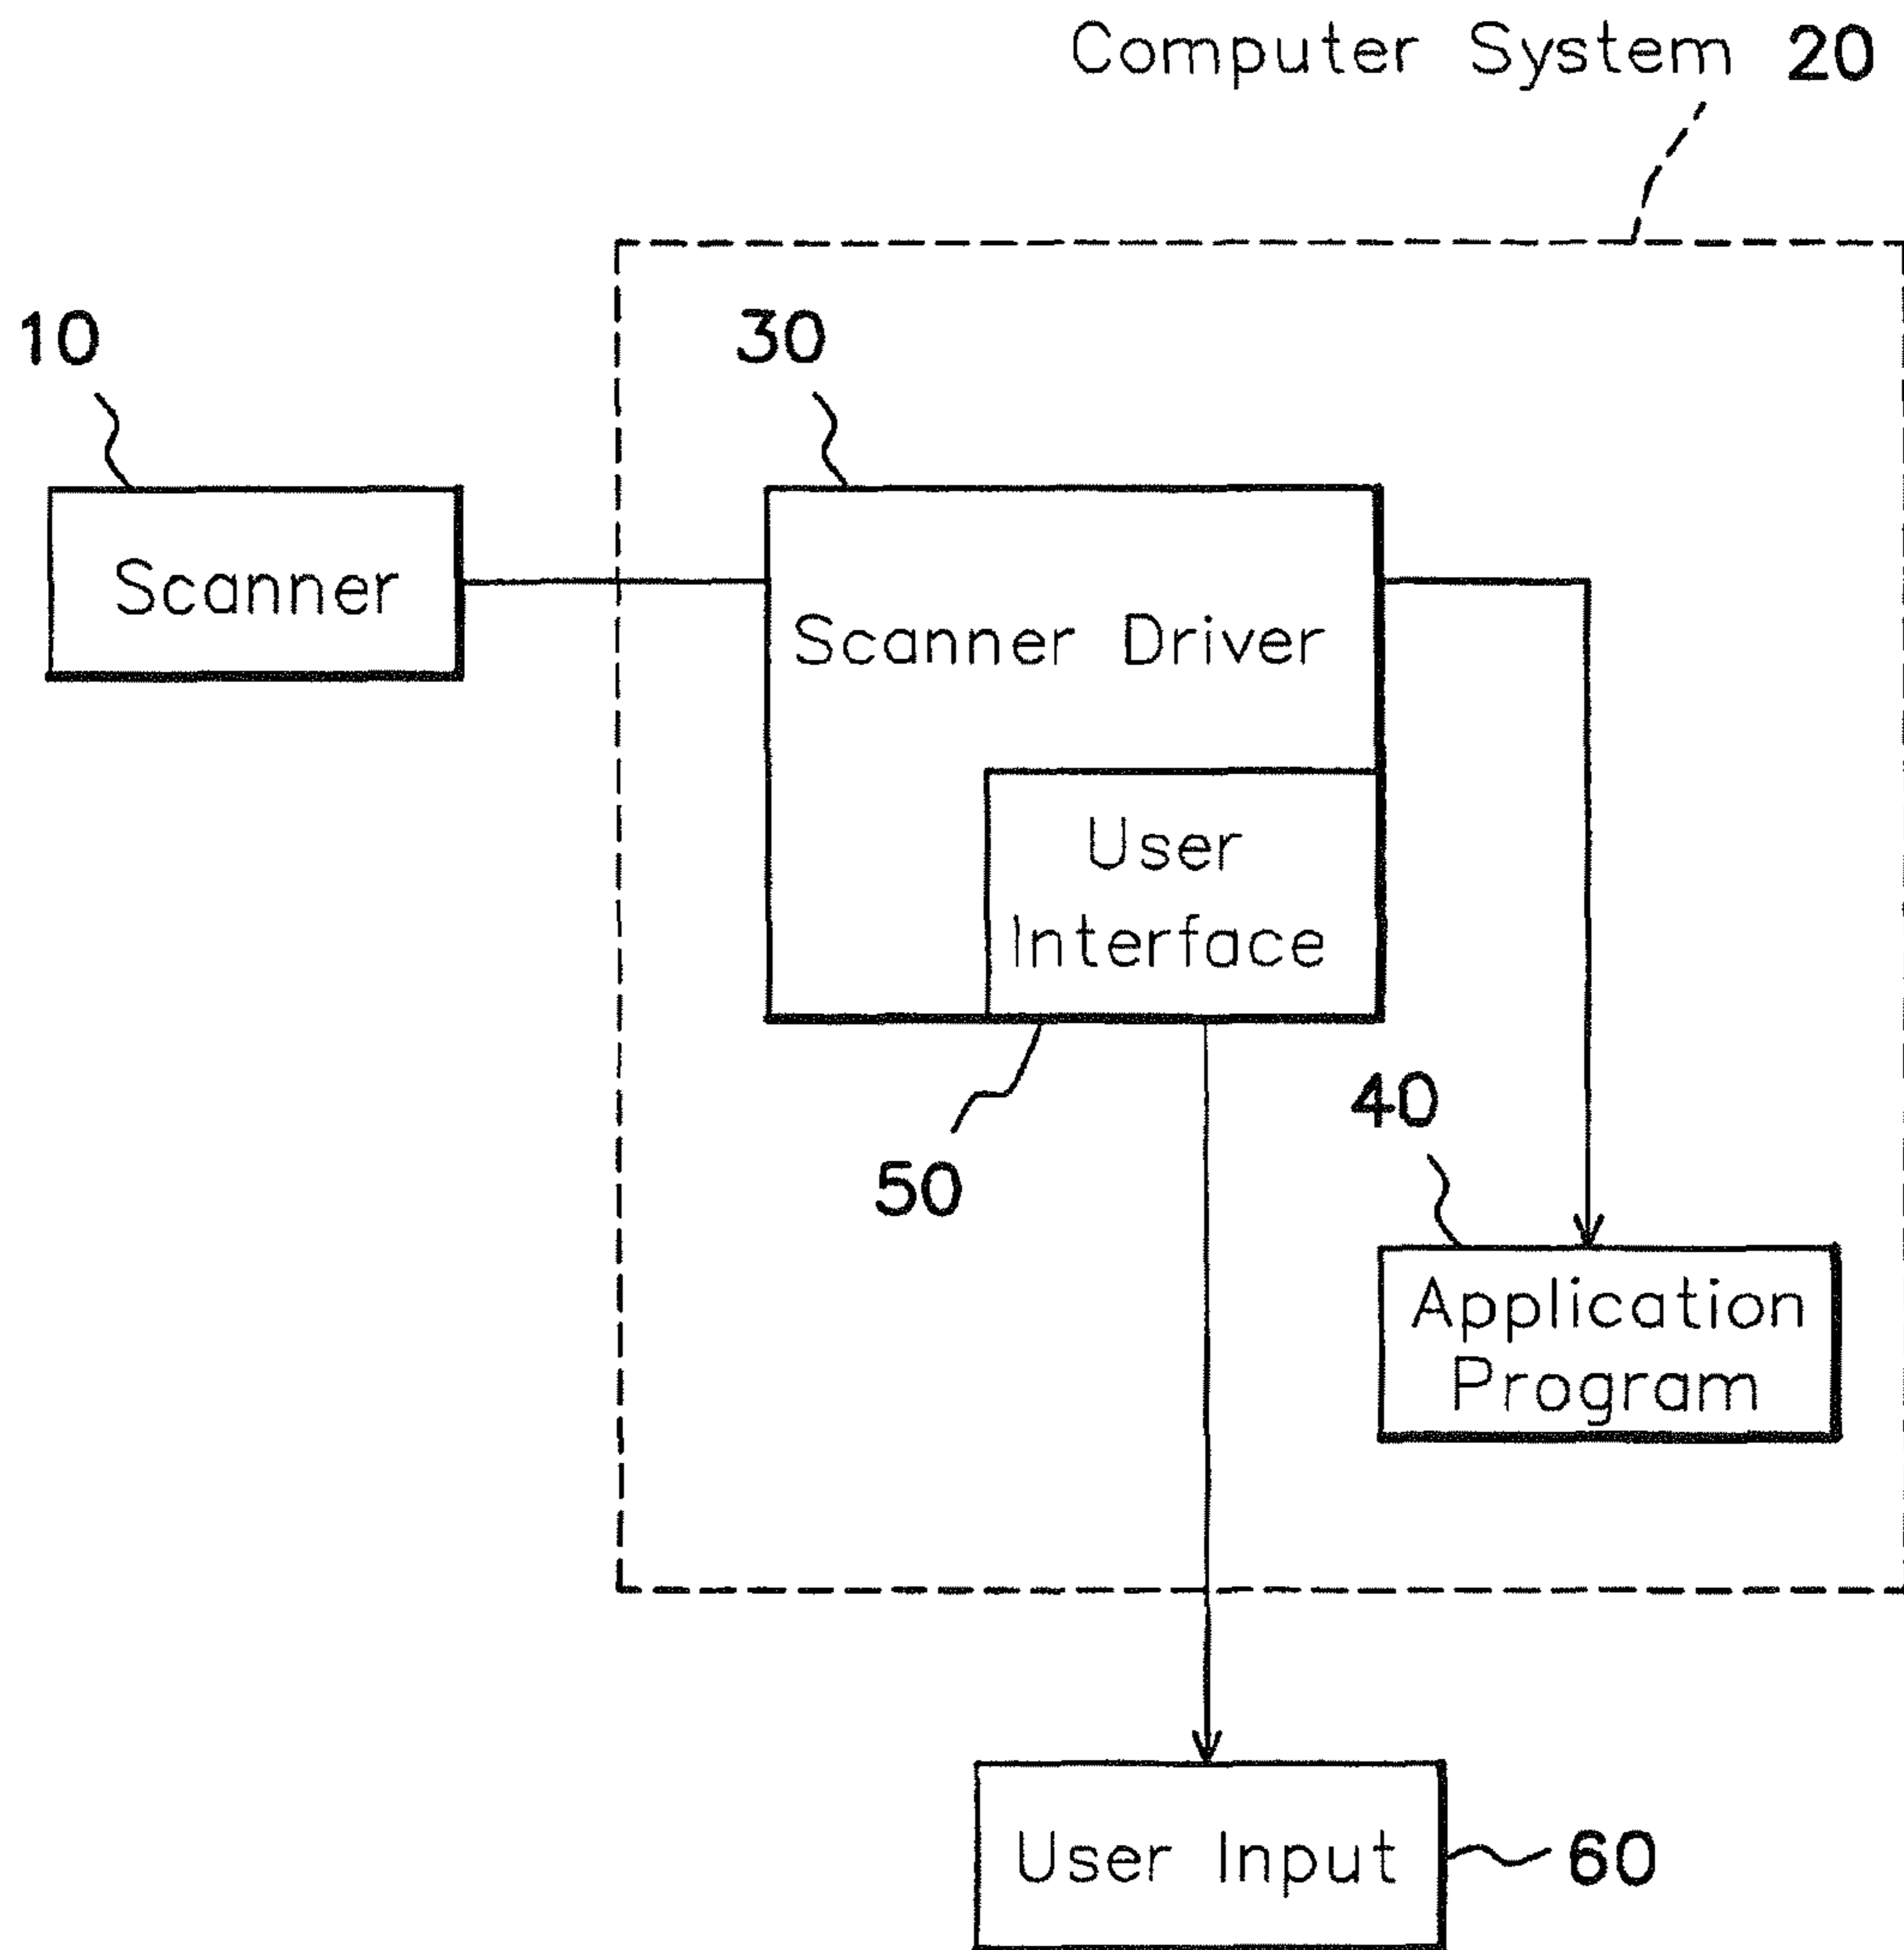 Computer System 20
10
30
Scanner
Scanner Driver
User
Interface
40
50
Application
Program
User Input
60